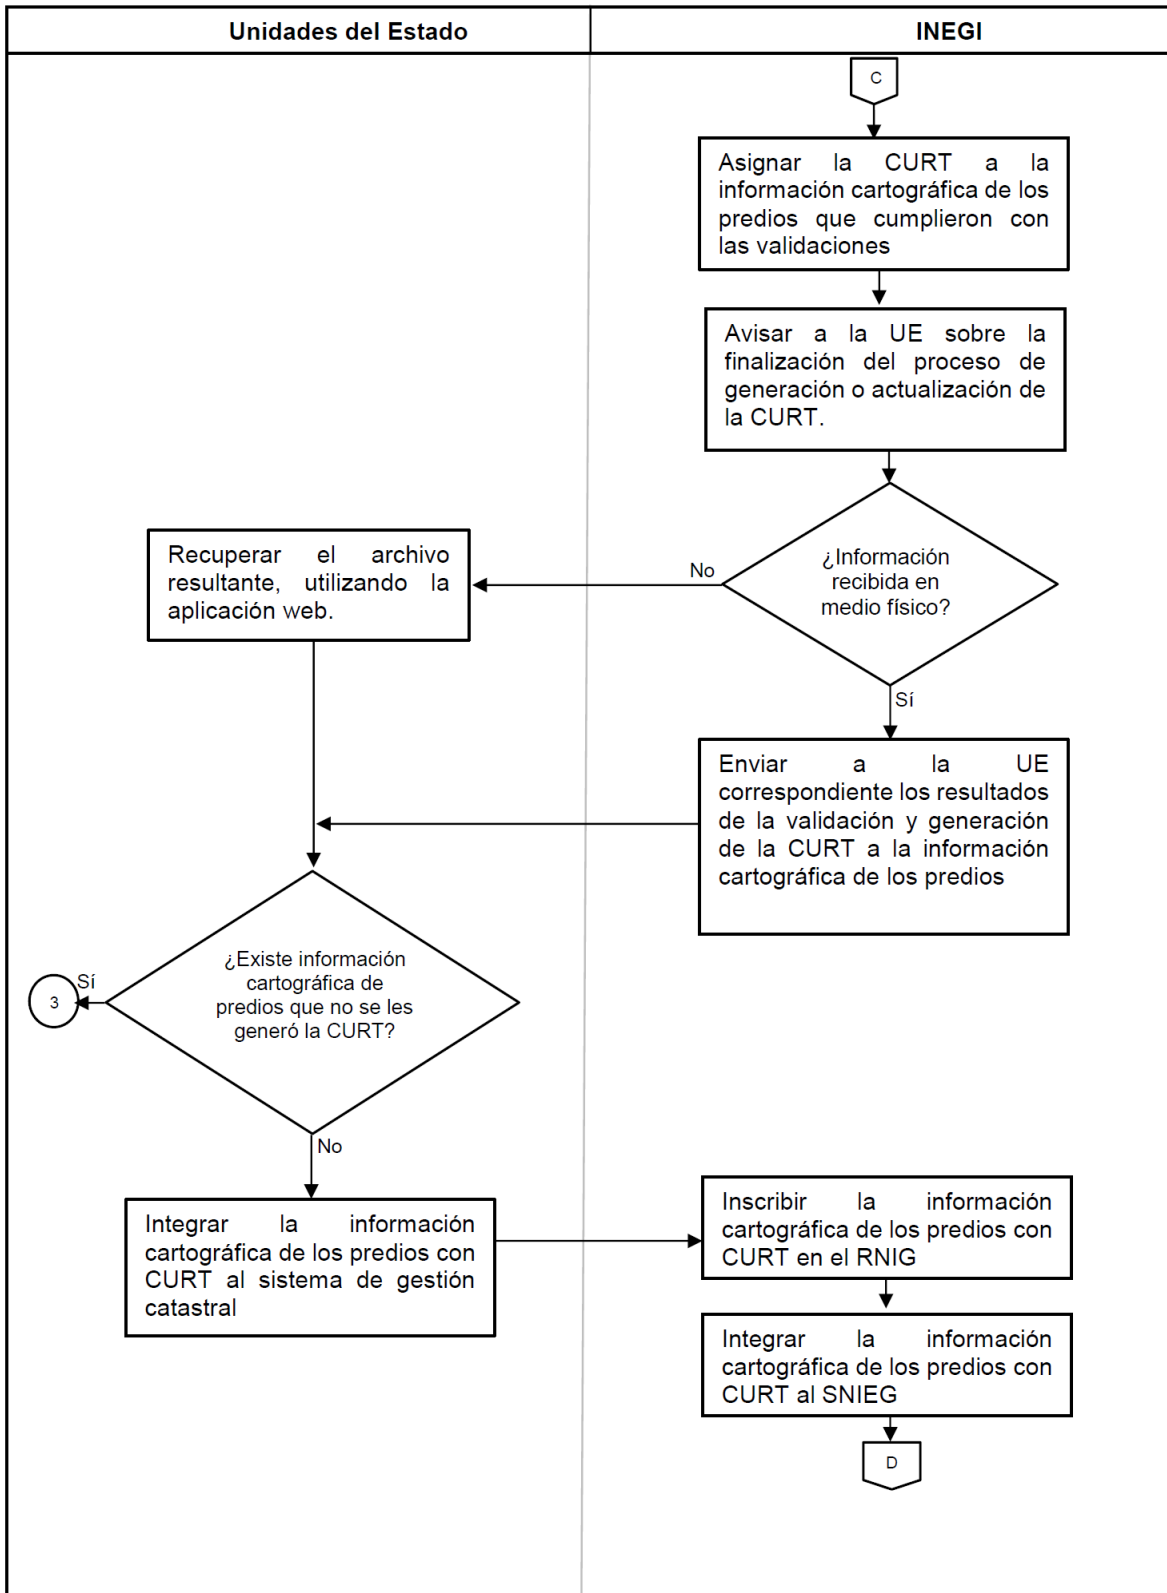 Unidades del Estado
INEGI
C
Asignar la CURT a la
información cartográfica de los
predios que cumplieron con
las validaciones
Avisar a la UE sobre la
finalización del proceso de
generación o actualización de
la CURT.
¿Información
recibida en
medio físico?
No
Sí
Recuperar el archivo
resultante, utilizando la
aplicación web.
Enviar a la UE
correspondiente los resultados
de la validación y generación
de la CURT a la información
cartográfica de los predios
¿Existe información
cartográfica de
predios que no se les
generó la CURT?
Sí
3
No
Integrar la información
cartográfica de los predios con
CURT al sistema de gestión
catastral
Inscribir la información
cartográfica de los predios con
CURT en el RNIG
Integrar la información
cartográfica de los predios con
CURT al SNIEG
D